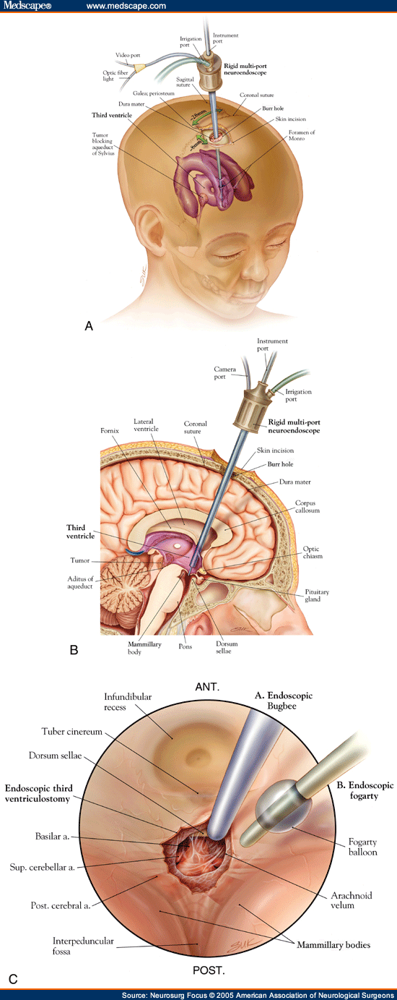 Medscape® www.medscape.com
Irrigation
port
Instrument
port
Video port
Optic fiber
light
Rigid multi-port
neuroendoscope
Sagittal
suture
Galea; periosteum
Coronal suture
Dura mater
Burr hole
Third ventricle
~28mm
Skin incision
Tumor
blocking
aqueduct
of Sylvius
~8mm
Foramen of
Monro
SUK
A
Instrument
port
Camera
port
Irrigation
port
Rigid multi-port
neuroendoscope
Lateral
ventricle
Coronal
suture
Fornix
Skin incision
Burr hole
Dura mater
Corpus
callosum
Third
ventricle
Optic
chiasm
Tumor
Aditus of
aqueduct
Pituitary
gland
SUK
Mammillary
body
Pons
Dorsum
sellae
B
ANT.
Infundibular
recess
A. Endoscopic
Bugbee
Tuber cinereum
Dorsum sellae
Endoscopic third
ventriculostomy
B. Endoscopic
fogarty
Basilar a.
Fogarty
balloon
Sup. cerebellar a.
Post. cerebral a.
Arachnoid
velum
Interpeduncular
fossa
SUK
Mammillary bodies
C
POST.
Source: Neurosurg Focus © 2005 American Association of Neurological Surgeons